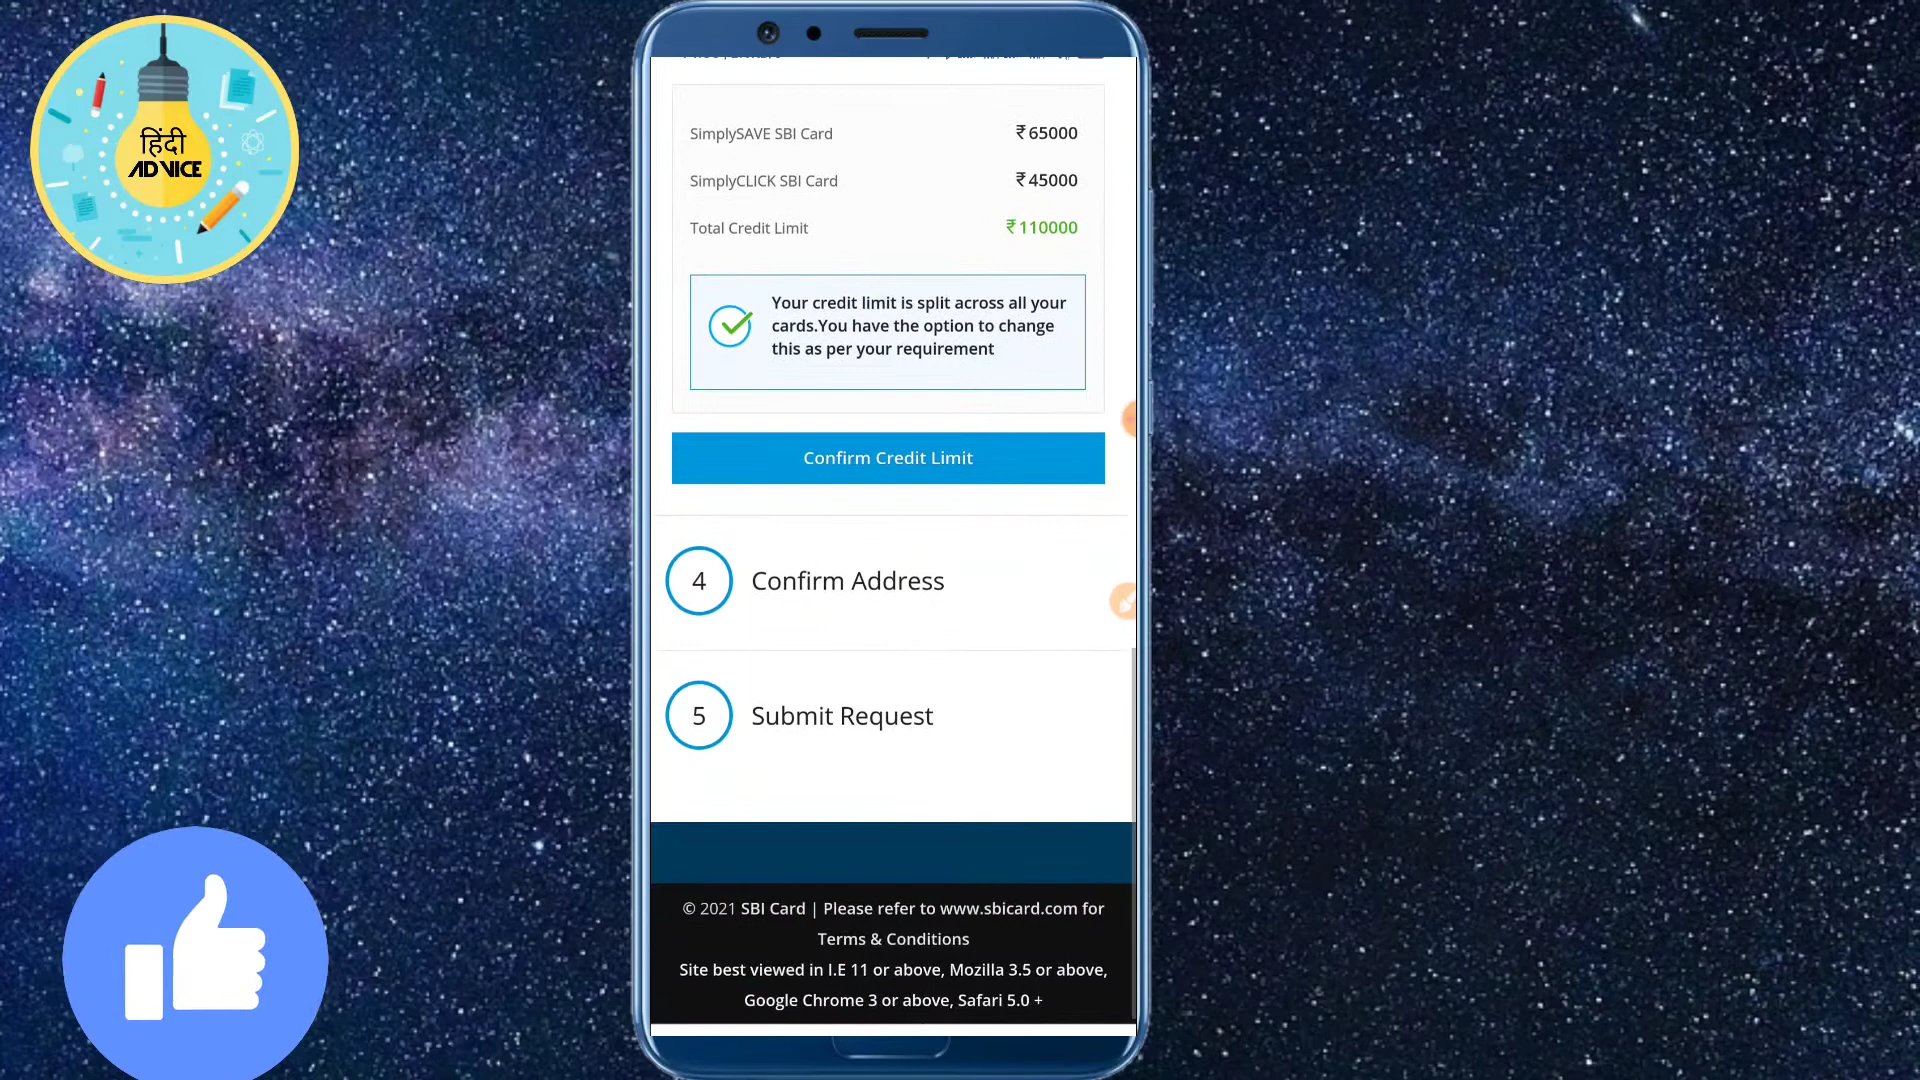 हिंदी
ADVICE
SimplySAVE SBI Card ₹65000
SimplyCLICK SBI Card ₹45000
Total Credit Limit ₹110000
Your credit limit is split across all your
cards.You have the option to change
this as per your requirement
Confirm Credit Limit
4 Confirm Address
5 Submit Request
© 2021 SBI Card | Please refer to www.sbicard.com for
Terms & Conditions
Site best viewed in I.E 11 or above, Mozilla 3.5 or above,
Google Chrome 3 or above, Safari 5.0 +